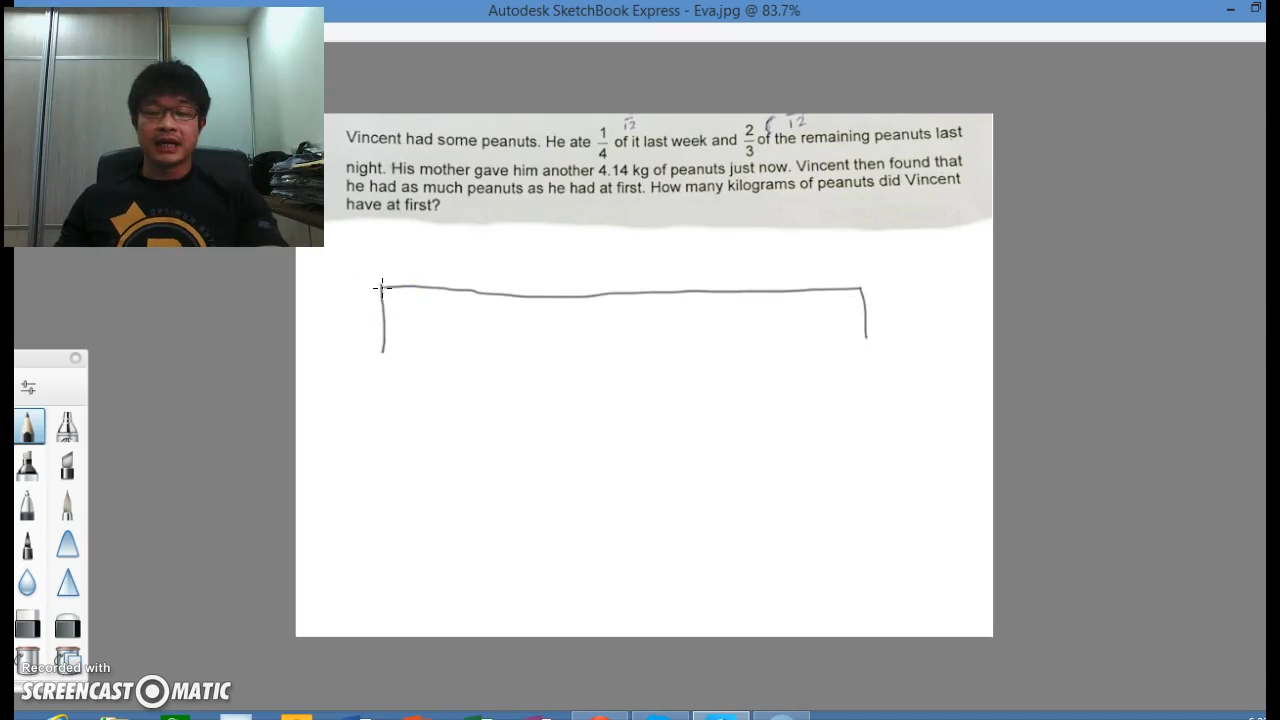 Autodesk SketchBook Express - Eva.jpg @ 83.7%
12 12
Vincent had some peanuts. He ate 1/4 of it last week and 2/3 of the remaining peanuts last
night. His mother gave him another 4.14 kg of peanuts just now. Vincent then found that
he had as much peanuts as he had at first. How many kilograms of peanuts did Vincent
have at first?
Recorded with
SCREENCAST MATIC